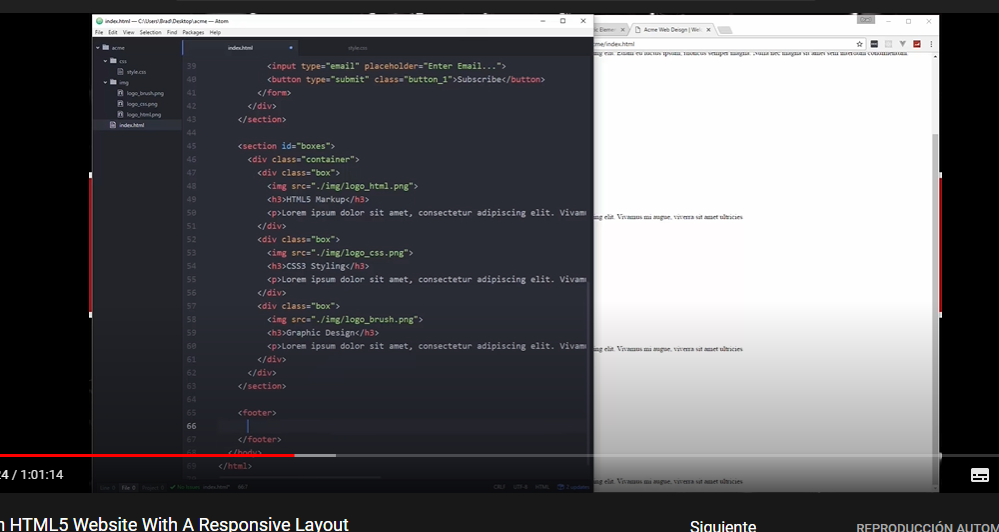 index.html — C:\Users\Brad\Desktop\acme — Atom
File Edit View Selection Find Packages Help
acme
css
style.css
img
logo_brush.png
logo_css.png
logo_html.png
index.html
index.html
style.css
39 <input type="email" placeholder="Enter Email...">
40 <button type="submit" class="button_1">Subscribe</button>
41 </form>
42 </div>
43 </section>
44
45 <section id="boxes">
46 <div class="container">
47 <div class="box">
48 <img src="./img/logo_html.png">
49 <h3>HTML5 Markup</h3>
50 <p>Lorem ipsum dolor sit amet, consectetur adipiscing elit. Vivam
51 </div>
52 <div class="box">
53 <img src="./img/logo_css.png">
54 <h3>CSS3 Styling</h3>
55 <p>Lorem ipsum dolor sit amet, consectetur adipiscing elit. Vivam
56 </div>
57 <div class="box">
58 <img src="./img/logo_brush.png">
59 <h3>Graphic Design</h3>
60 <p>Lorem ipsum dolor sit amet, consectetur adipiscing elit. Vivam
61 </div>
62 </div>
63 </section>
64
65 <footer>
66
67 </footer>
68 </body>
69 </html>
Acme Web Design | Wel
me/index.html
ing elit. Vivamus mi augue, viverra sit amet ultricies
ing elit. Vivamus mi augue, viverra sit amet ultricies
ing elit. Vivamus mi augue, viverra sit amet ultricies
24 / 1:01:14
n HTML5 Website With A Responsive Layout
Siguiente
REPRODUCCIÓN AUTOM